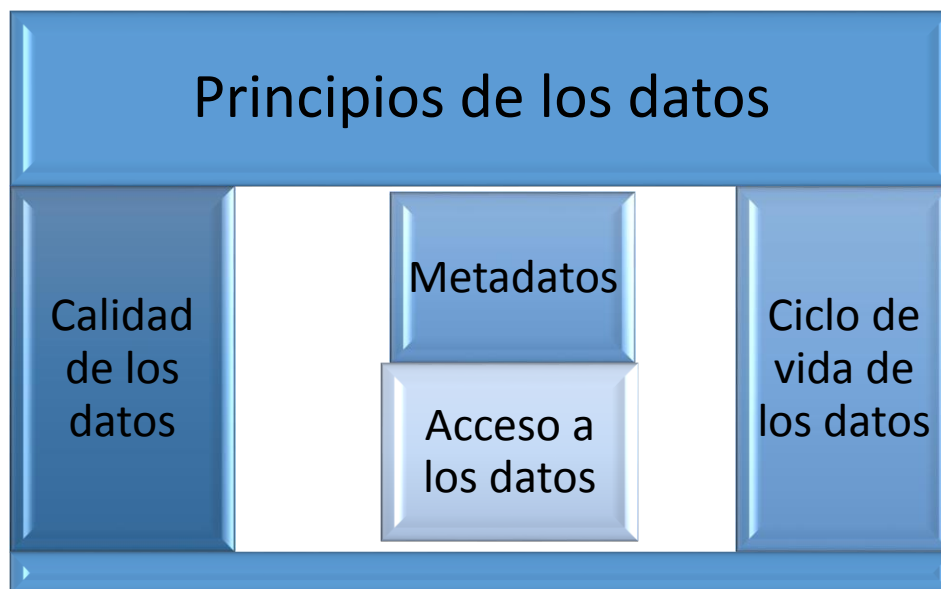 Principios de los datos
Calidad
de los
datos
Metadatos
Acceso a
los datos
Ciclo de
vida de
los datos